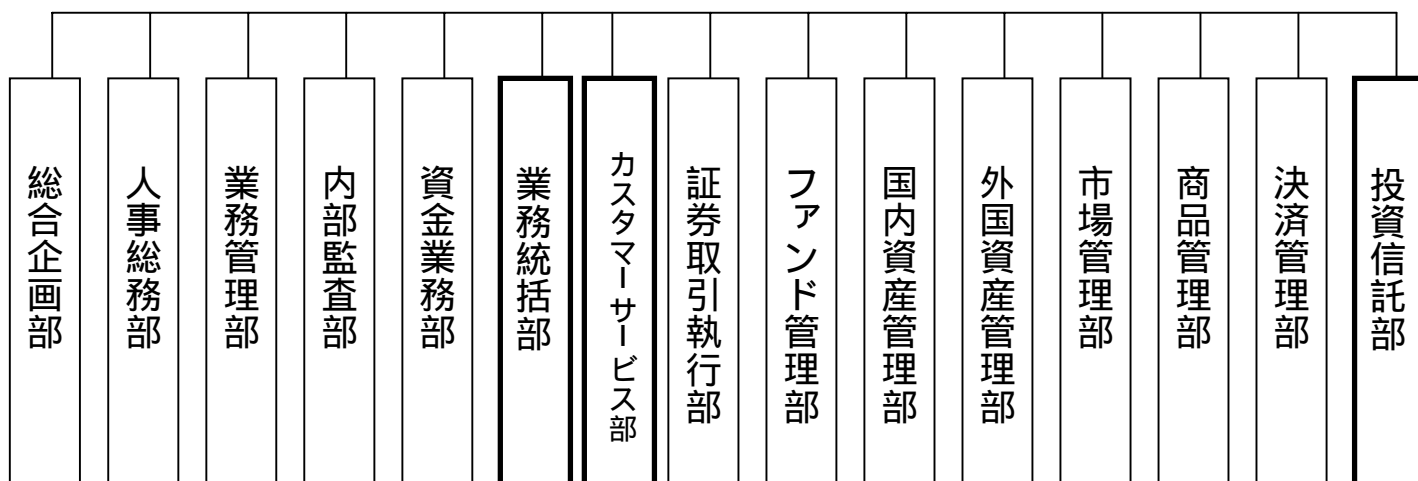 総合企画部
人事総務部
業務管理部
内部監査部
資金業務部
業務統括部
カスタマーサービス部
証券取引執行部
ファンド管理部
国内資産管理部
外国資産管理部
市場管理部
商品管理部
決済管理部
投資信託部